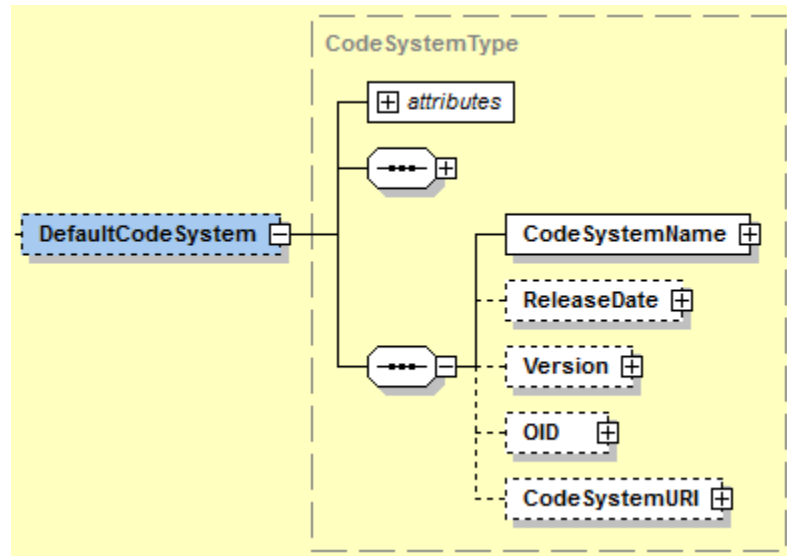 CodeSystemType
attributes
DefaultCodeSystem
CodeSystemName
ReleaseDate
Version
OID
CodeSystemURI